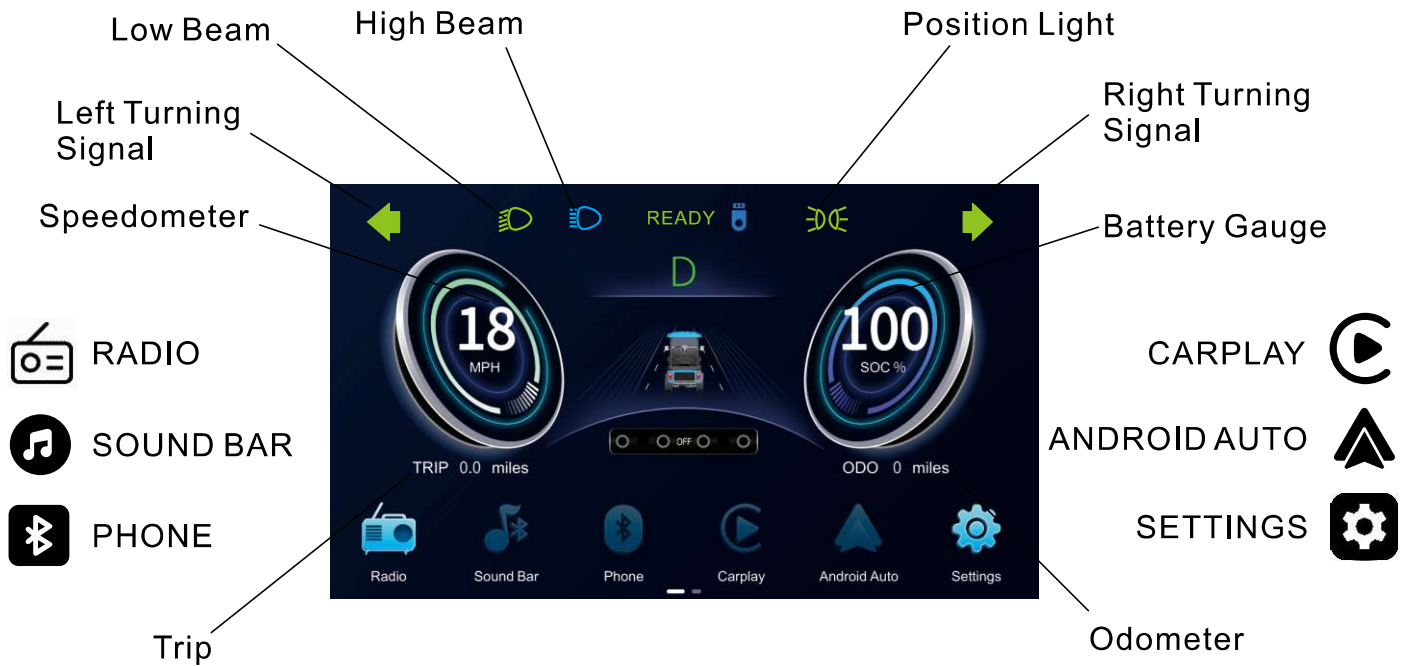 Low Beam
High Beam
Position Light
Left Turning
Signal
Right Turning
Signal
Speedometer
Battery Gauge
READY
D
18
MPH
100
SOC %
OFF
TRIP 0.0 miles
ODO 0 miles
RADIO
SOUND BAR
PHONE
CARPLAY
ANDROID AUTO
SETTINGS
Radio
Sound Bar
Phone
Carplay
Android Auto
Settings
Trip
Odometer